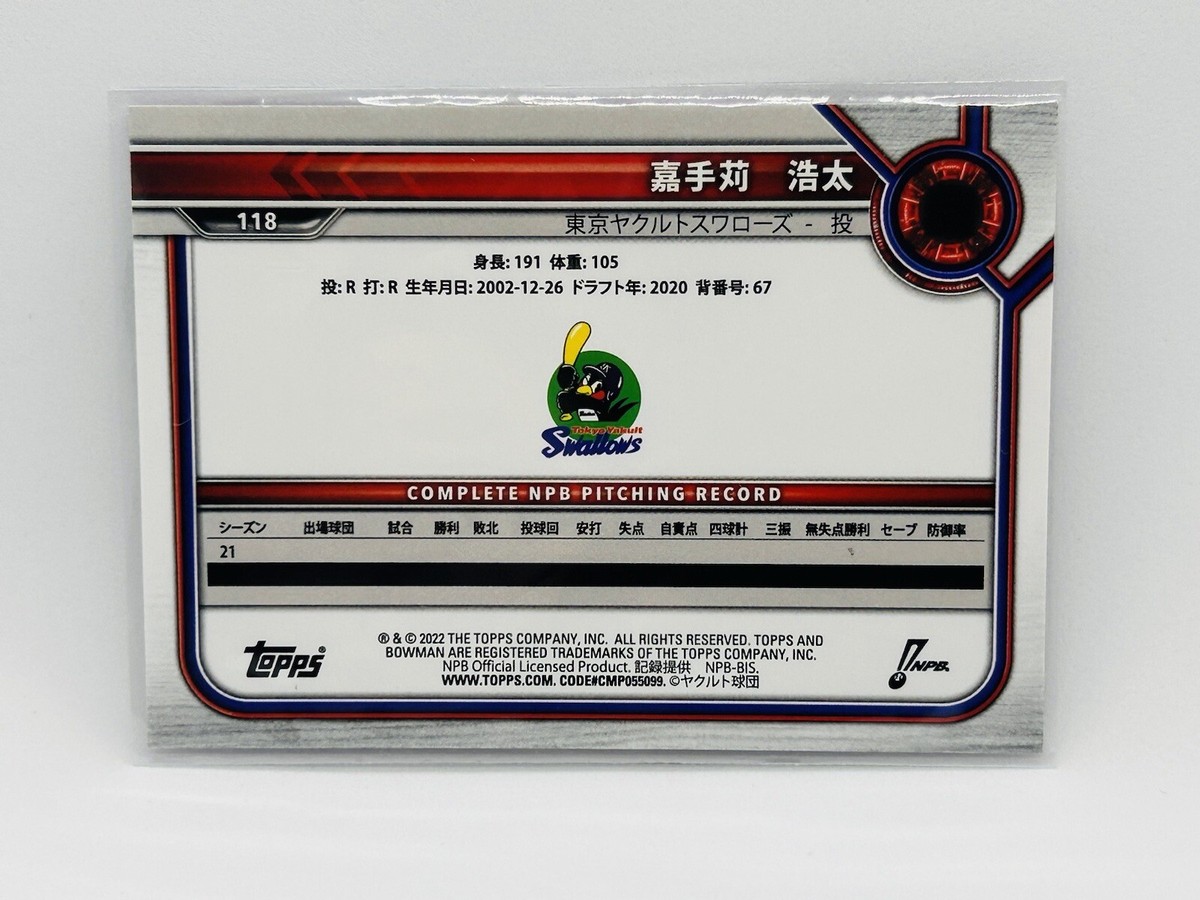 嘉手苅 浩太
118
東京ヤクルトスワローズ - 投
身長: 191 体重: 105
投: R 打: R 生年月日: 2002-12-26 ドラフト年: 2020 背番号: 67
Tokyo Yakult
Swallows
COMPLETE NPB PITCHING RECORD
シーズン 出場球団 試合 勝利 敗北 投球回 安打 失点 自責点 四球計 三振 無失点勝利 セーブ 防御率
21
topps®
® & © 2022 THE TOPPS COMPANY, INC. ALL RIGHTS RESERVED. TOPPS AND
BOWMAN ARE REGISTERED TRADEMARKS OF THE TOPPS COMPANY, INC.
NPB Official Licensed Product. 記録提供 NPB-BIS.
WWW.TOPPS.COM. CODE#CMP055099. ©ヤクルト球団
NPB.